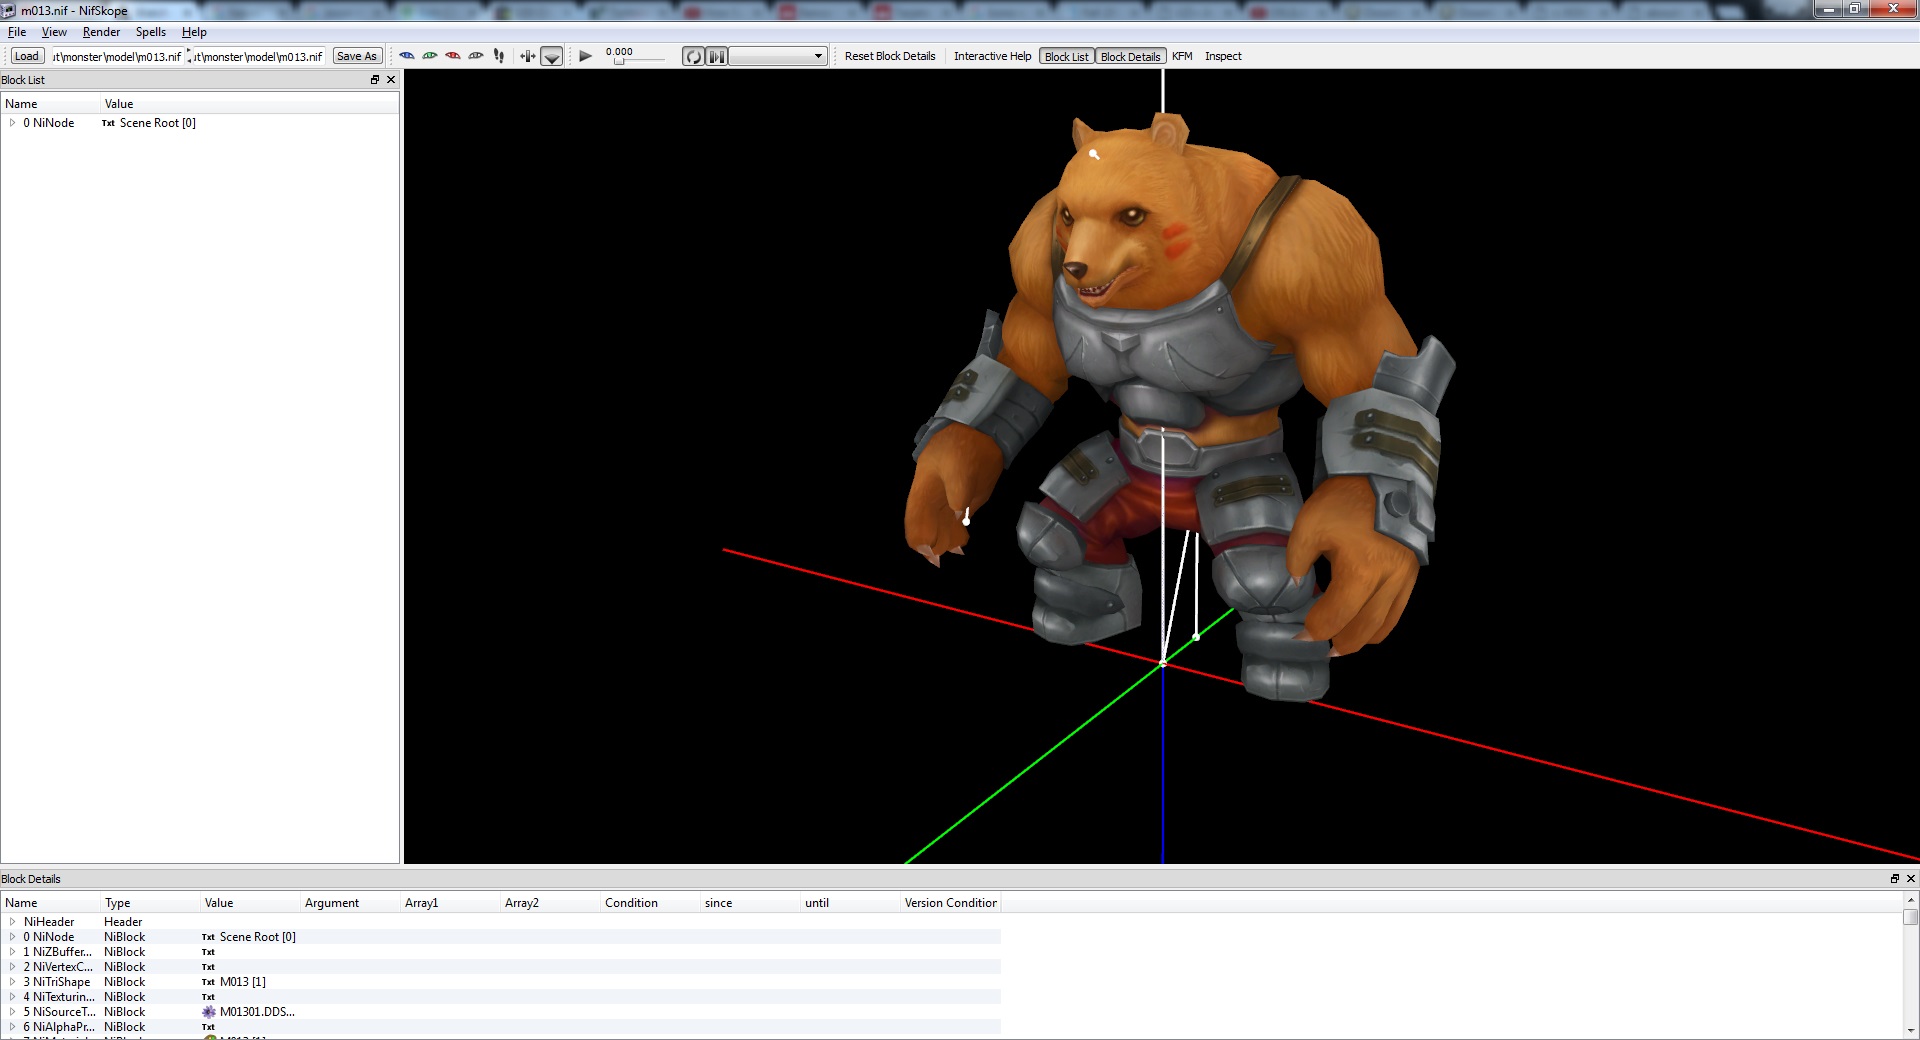 m013.nif - NifSkope
File View Render Spells Help
Load ut\monster\model\m013.nif ut\monster\model\m013.nif Save As 0.000 Reset Block Details Interactive Help Block List Block Details KFM Inspect
Block List
Name Value
0 NiNode Txt Scene Root [0]
Block Details
Name Type Value Argument Array1 Array2 Condition since until Version Condition
NiHeader Header
0 NiNode NiBlock Txt Scene Root [0]
1 NiZBuffer... NiBlock Txt
2 NiVertexC... NiBlock Txt
3 NiTriShape NiBlock Txt M013 [1]
4 NiTexturin... NiBlock Txt
5 NiSourceT... NiBlock M01301.DDS...
6 NiAlphaPr... NiBlock Txt